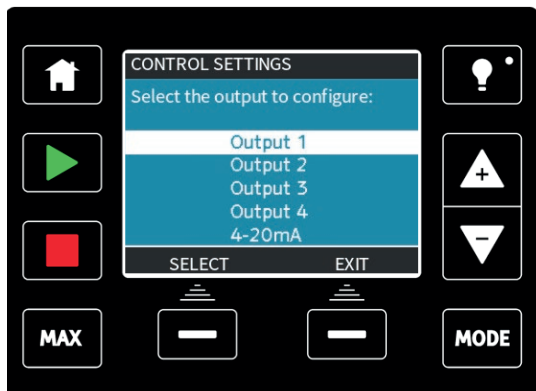 CONTROL SETTINGS
Select the output to configure:
Output 1
Output 2
Output 3
Output 4
4-20mA
SELECT EXIT
+
-
MAX
MODE